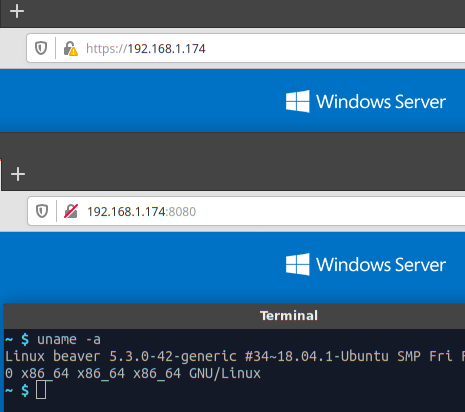 https://192.168.1.174
Windows Server
192.168.1.174:8080
Windows Server
Terminal
~ $ uname -a
Linux beaver 5.3.0-42-generic #34~18.04.1-Ubuntu SMP Fri
0 x86_64 x86_64 x86_64 GNU/Linux
~ $